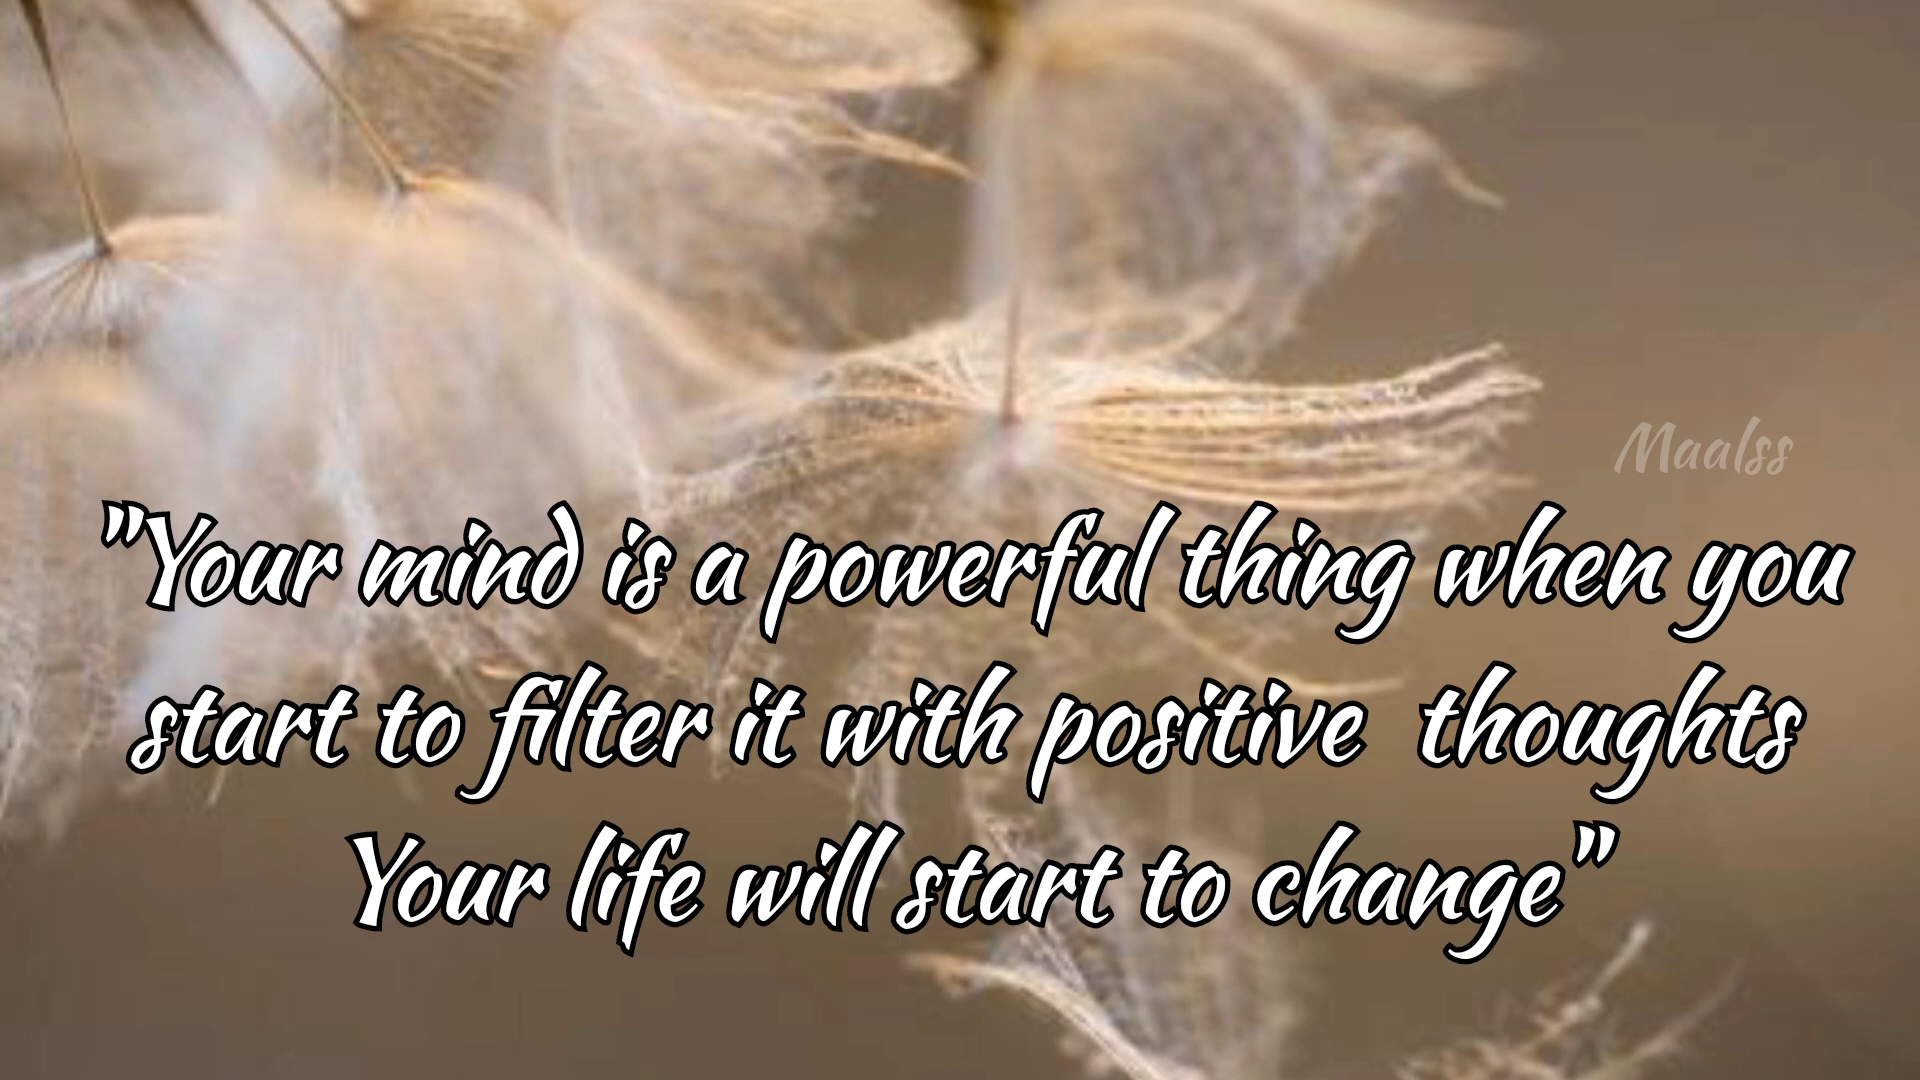 Maalss
"Your mind is a powerful thing when you
start to filter it with positive  thoughts
Your life will start to change"